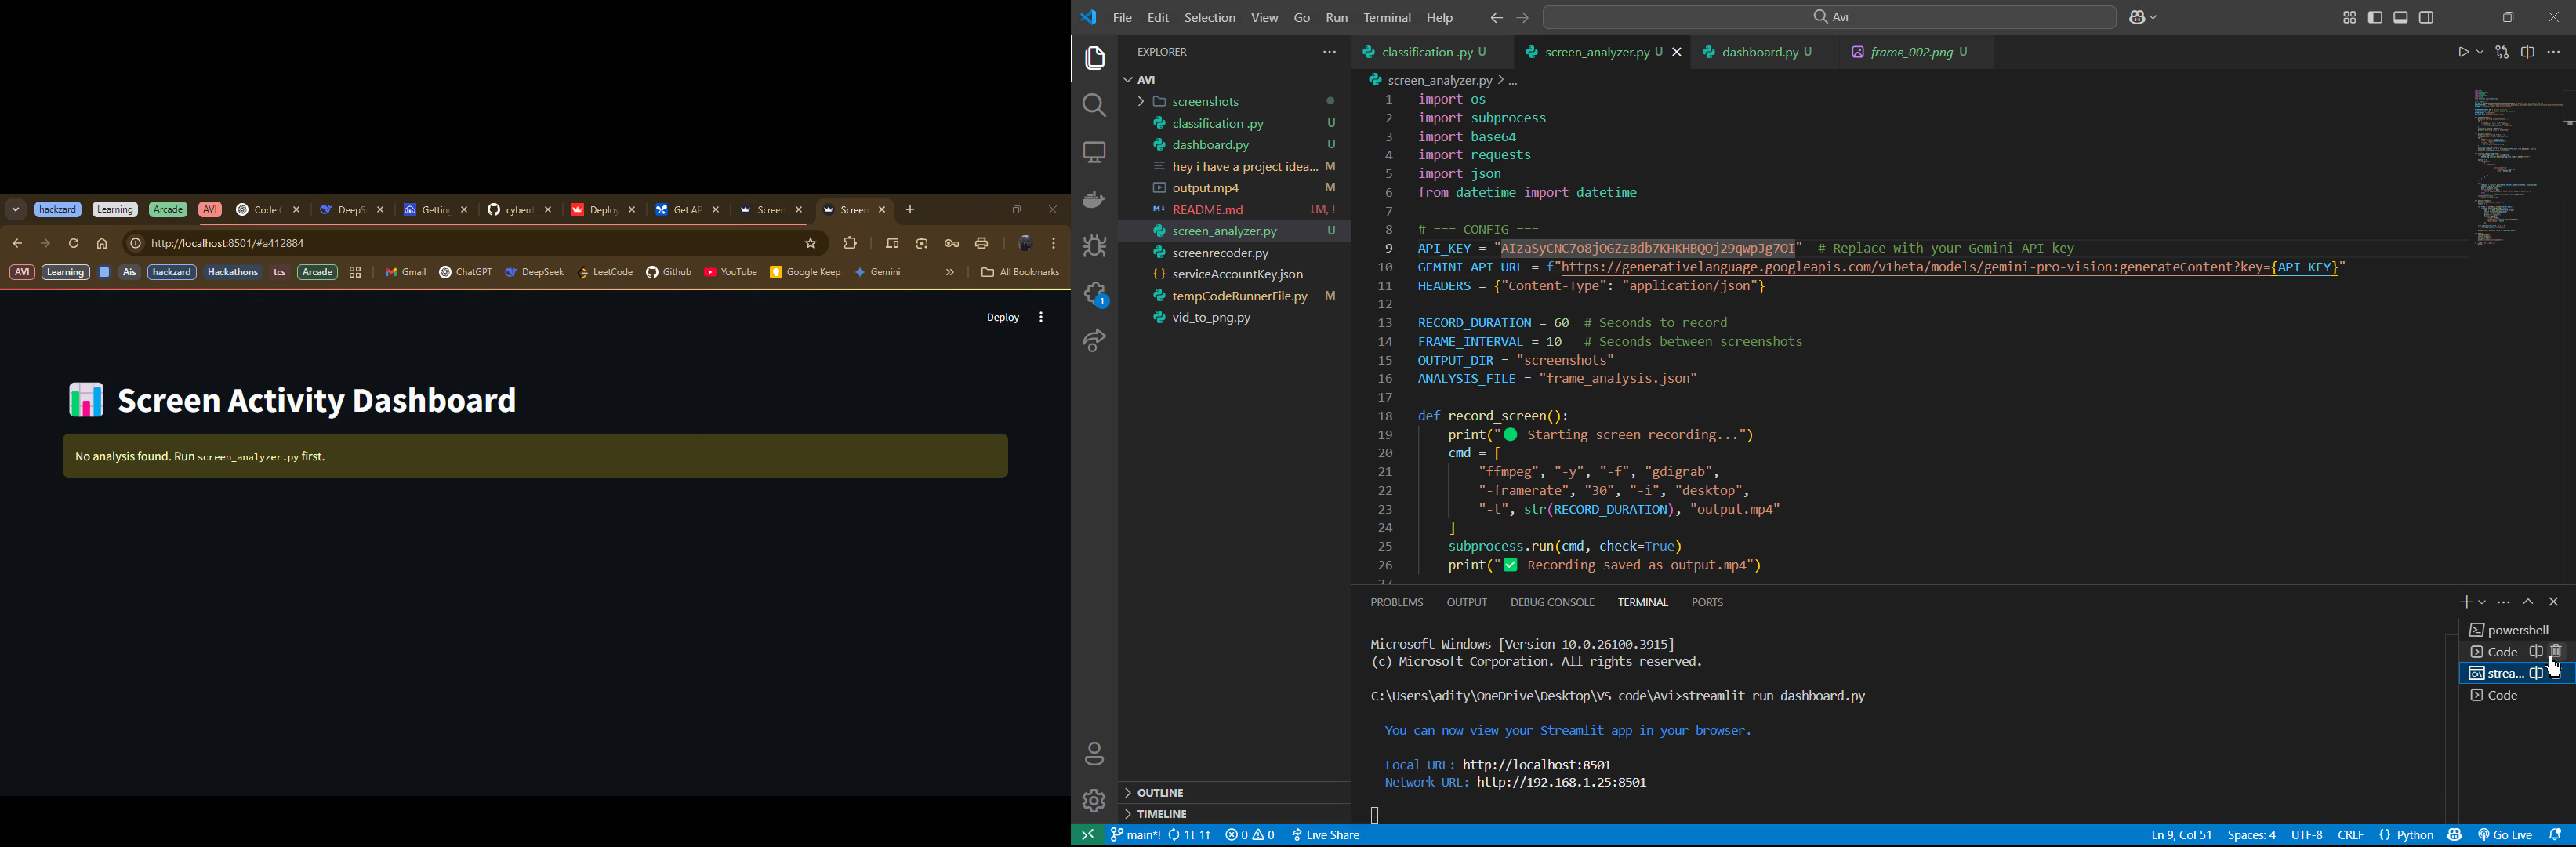 hackzard
Learning
Arcade
AVI
Code
DeepS
Gettin
cyberd
Deploy
Get AP
Screen
Screen
http://localhost:8501/#a412884
AVI
Learning
Ais
hackzard
Hackathons
tcs
Arcade
Gmail
ChatGPT
DeepSeek
LeetCode
Github
YouTube
Google Keep
Gemini
All Bookmarks
Deploy
Screen Activity Dashboard
No analysis found. Run screen_analyzer.py first.
File Edit Selection View Go Run Terminal Help
Avi
EXPLORER
AVI
screenshots
classification .py U
dashboard.py U
hey i have a project idea... M
output.mp4 M
README.md ↓M, !
screen_analyzer.py U
screenrecoder.py
serviceAccountKey.json
tempCodeRunnerFile.py M
vid_to_png.py
OUTLINE
TIMELINE
1
classification .py U
screen_analyzer.py U
dashboard.py U
frame_002.png U
screen_analyzer.py > ...
1 import os
2 import subprocess
3 import base64
4 import requests
5 import json
6 from datetime import datetime
7
8 # === CONFIG ===
9 API_KEY = "AIzaSyCNC7o8jOGZzBdb7KHKHBQOj29qwpJg7OI" # Replace with your Gemini API key
10 GEMINI_API_URL = f"https://generativelanguage.googleapis.com/v1beta/models/gemini-pro-vision:generateContent?key={API_KEY}"
11 HEADERS = {"Content-Type": "application/json"}
12
13 RECORD_DURATION = 60 # Seconds to record
14 FRAME_INTERVAL = 10 # Seconds between screenshots
15 OUTPUT_DIR = "screenshots"
16 ANALYSIS_FILE = "frame_analysis.json"
17
18 def record_screen():
19 print("🟢 Starting screen recording...")
20 cmd = [
21 "ffmpeg", "-y", "-f", "gdigrab",
22 "-framerate", "30", "-i", "desktop",
23 "-t", str(RECORD_DURATION), "output.mp4"
24 ]
25 subprocess.run(cmd, check=True)
26 print("✅ Recording saved as output.mp4")
27
PROBLEMS OUTPUT DEBUG CONSOLE TERMINAL PORTS
Microsoft Windows [Version 10.0.26100.3915]
(c) Microsoft Corporation. All rights reserved.
C:\Users\adity\OneDrive\Desktop\VS code\Avi>streamlit run dashboard.py
You can now view your Streamlit app in your browser.
Local URL: http://localhost:8501
Network URL: http://192.168.1.25:8501
powershell
Code
strea...
Code
main*! 1↓ 1↑ 0 0 Live Share
Ln 9, Col 51 Spaces: 4 UTF-8 CRLF {} Python Go Live